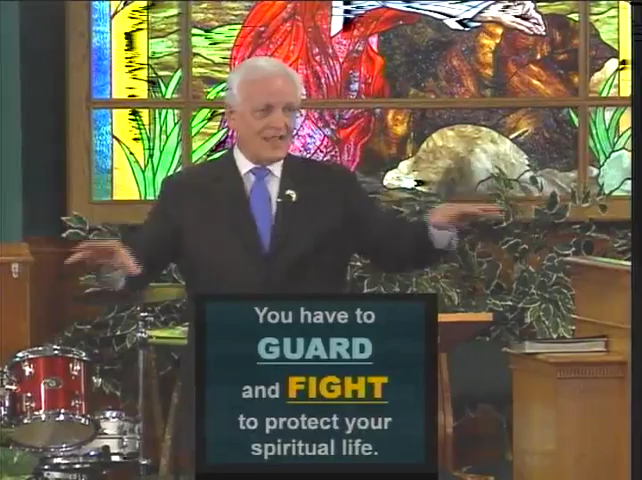 You have to
GUARD
and FIGHT
to protect your
spiritual life.